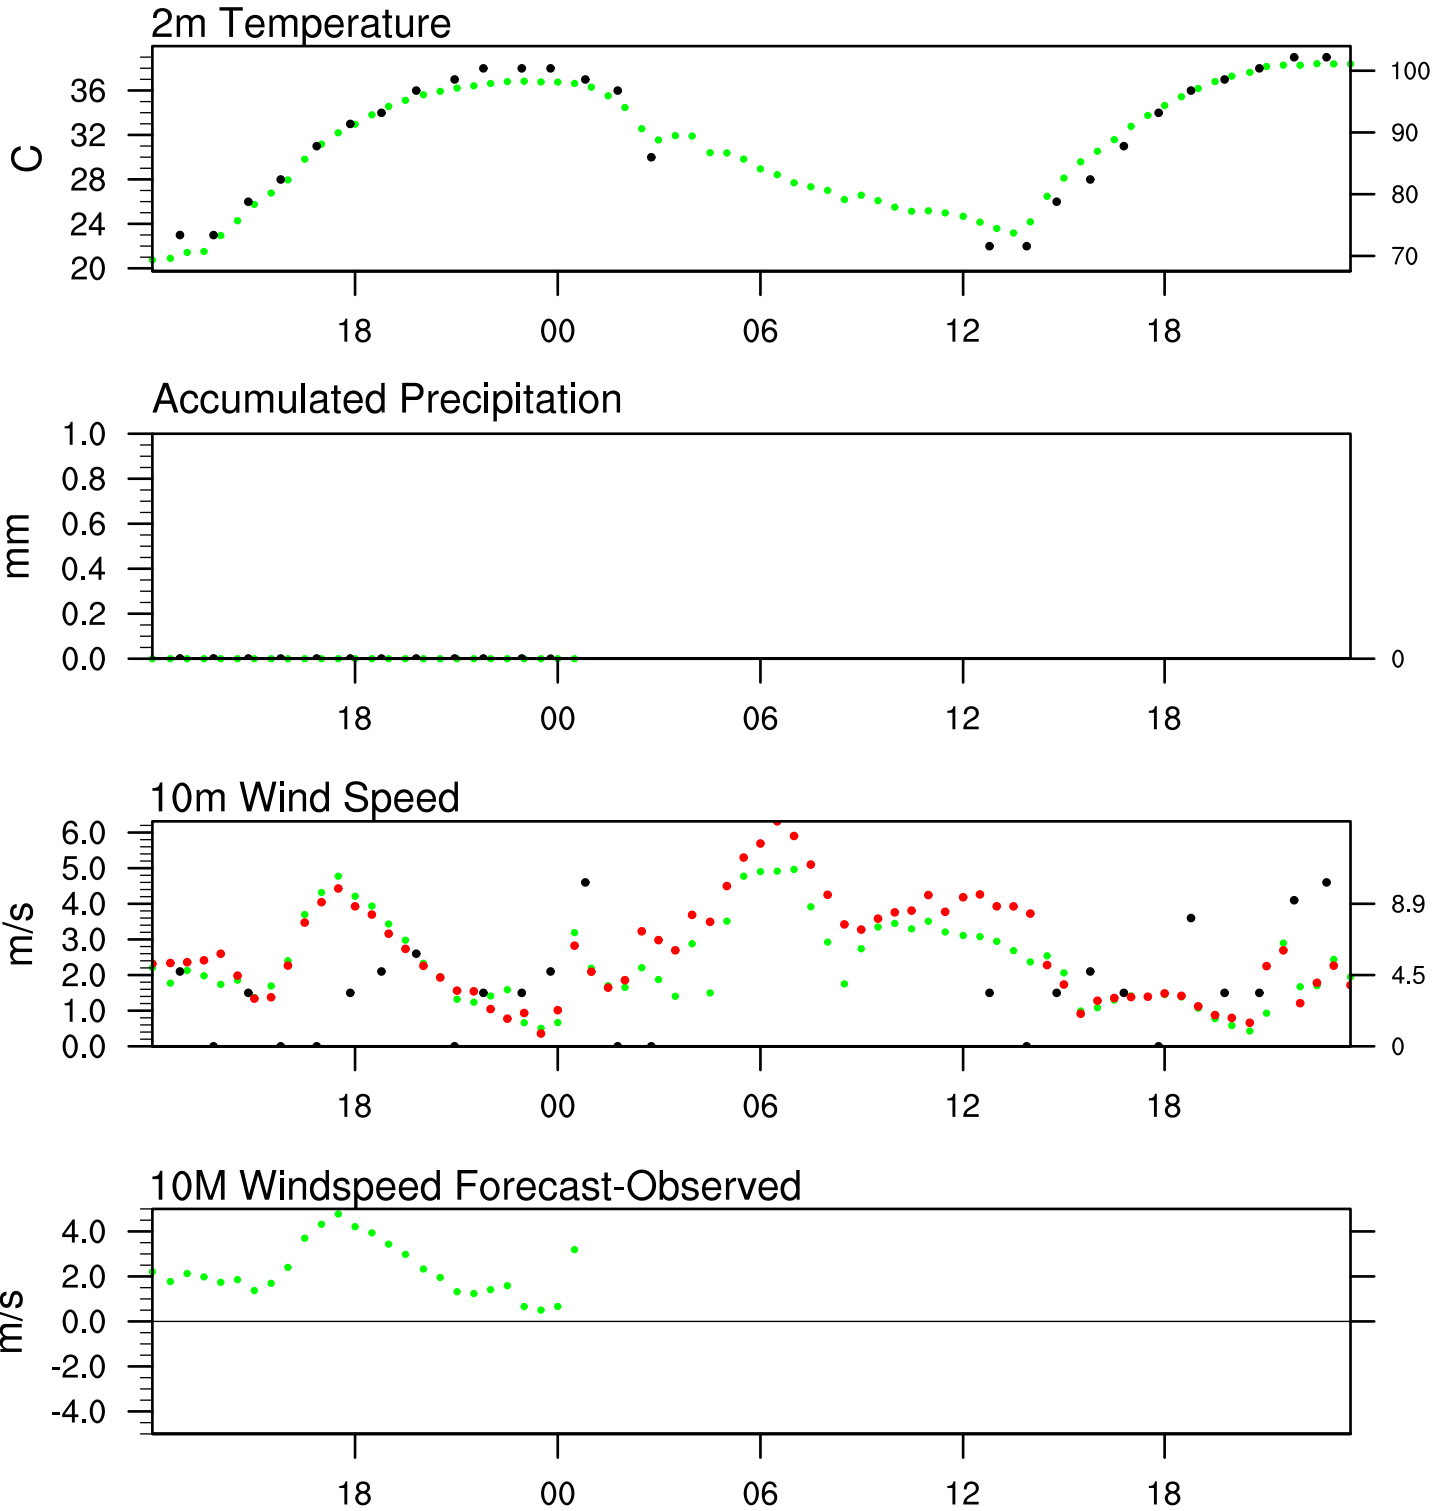 2m Temperature
36
32
28
24
20
C
100
90
80
70
18 00 06 12 18
Accumulated Precipitation
1.0
0.8
0.6
0.4
0.2
0.0
mm
0
18 00 06 12 18
10m Wind Speed
6.0
5.0
4.0
3.0
2.0
1.0
0.0
m/s
8.9
4.5
0
18 00 06 12 18
10M Windspeed Forecast-Observed
4.0
2.0
0.0
-2.0
-4.0
m/s
18 00 06 12 18